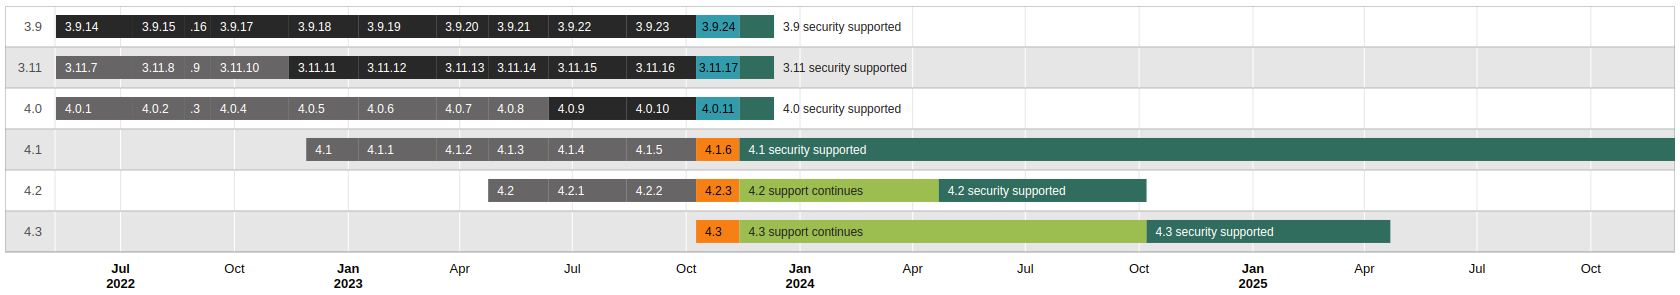 3.9 3.9.14 3.9.15 .16 3.9.17 3.9.18 3.9.19 3.9.20 3.9.21 3.9.22 3.9.23 3.9.24 3.9 security supported
3.11 3.11.7 3.11.8 .9 3.11.10 3.11.11 3.11.12 3.11.13 3.11.14 3.11.15 3.11.16 3.11.17 3.11 security supported
4.0 4.0.1 4.0.2 .3 4.0.4 4.0.5 4.0.6 4.0.7 4.0.8 4.0.9 4.0.10 4.0.11 4.0 security supported
4.1 4.1 4.1.1 4.1.2 4.1.3 4.1.4 4.1.5 4.1.6 4.1 security supported
4.2 4.2 4.2.1 4.2.2 4.2.3 4.2 support continues 4.2 security supported
4.3 4.3 4.3 support continues 4.3 security supported
Jul Oct Jan Apr Jul Oct Jan Apr Jul Oct Jan Apr Jul Oct
2022 2023 2024 2025